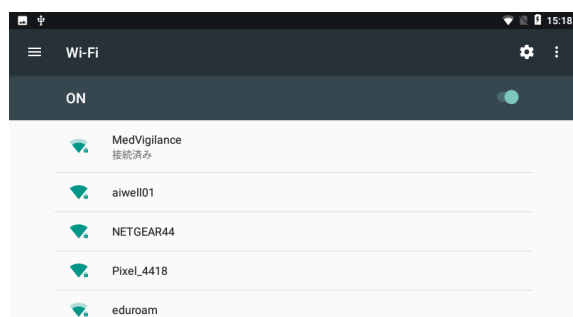 15:18
Wi-Fi
ON
MedVigilance
接続済み
aiwell01
NETGEAR44
Pixel_4418
eduroam